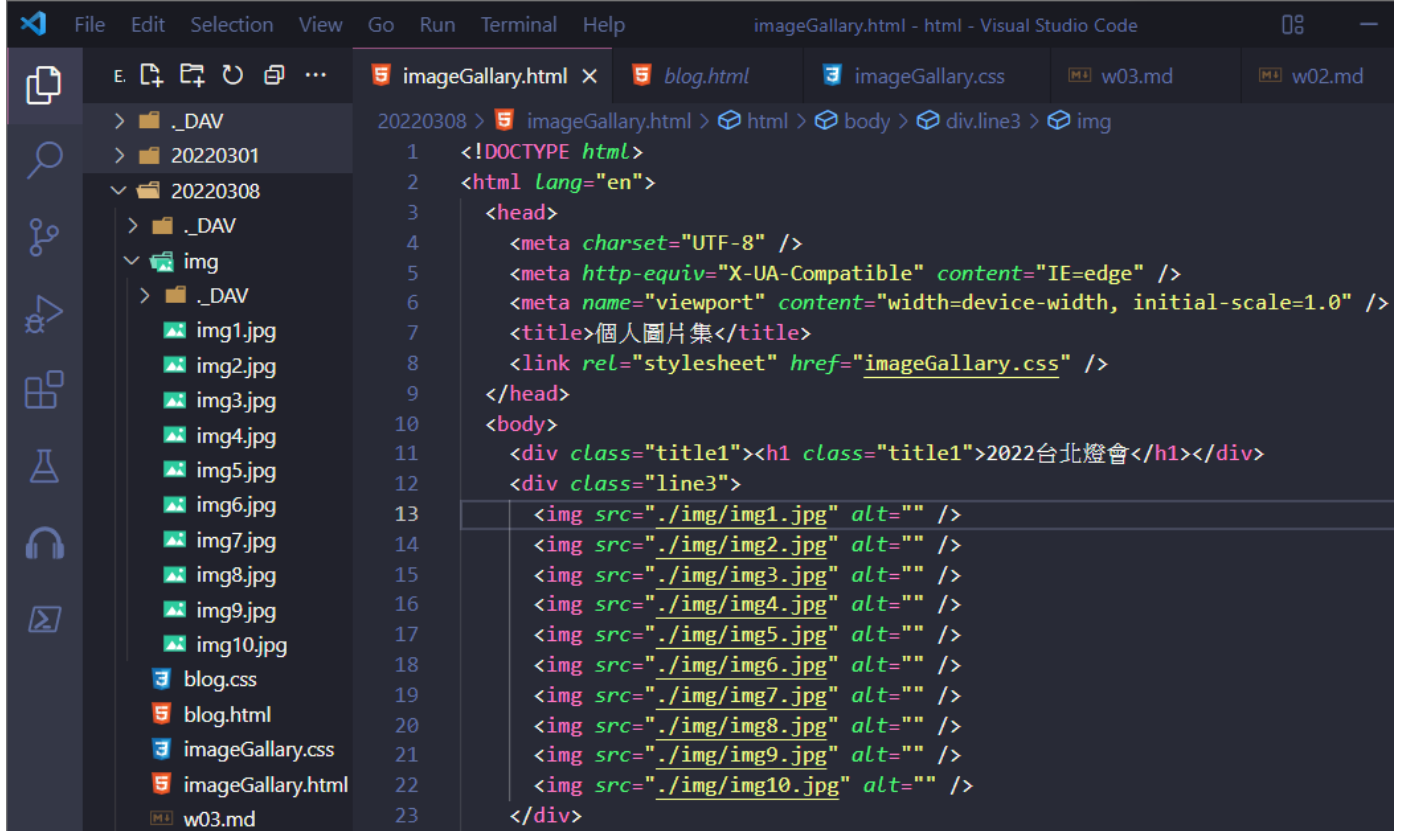 File Edit Selection View Go Run Terminal Help imageGallary.html - html - Visual Studio Code
E.
imageGallary.html blog.html imageGallary.css w03.md w02.md
._DAV
20220301
20220308
._DAV
img
._DAV
img1.jpg
img2.jpg
img3.jpg
img4.jpg
img5.jpg
img6.jpg
img7.jpg
img8.jpg
img9.jpg
img10.jpg
blog.css
blog.html
imageGallary.css
imageGallary.html
w03.md
20220308 > imageGallary.html > html > body > div.line3 > img
1 <!DOCTYPE html>
2 <html lang="en">
3 <head>
4 <meta charset="UTF-8" />
5 <meta http-equiv="X-UA-Compatible" content="IE=edge" />
6 <meta name="viewport" content="width=device-width, initial-scale=1.0" />
7 <title>個人圖片集</title>
8 <link rel="stylesheet" href="imageGallary.css" />
9 </head>
10 <body>
11 <div class="title1"><h1 class="title1">2022台北燈會</h1></div>
12 <div class="line3">
13 <img src="./img/img1.jpg" alt="" />
14 <img src="./img/img2.jpg" alt="" />
15 <img src="./img/img3.jpg" alt="" />
16 <img src="./img/img4.jpg" alt="" />
17 <img src="./img/img5.jpg" alt="" />
18 <img src="./img/img6.jpg" alt="" />
19 <img src="./img/img7.jpg" alt="" />
20 <img src="./img/img8.jpg" alt="" />
21 <img src="./img/img9.jpg" alt="" />
22 <img src="./img/img10.jpg" alt="" />
23 </div>